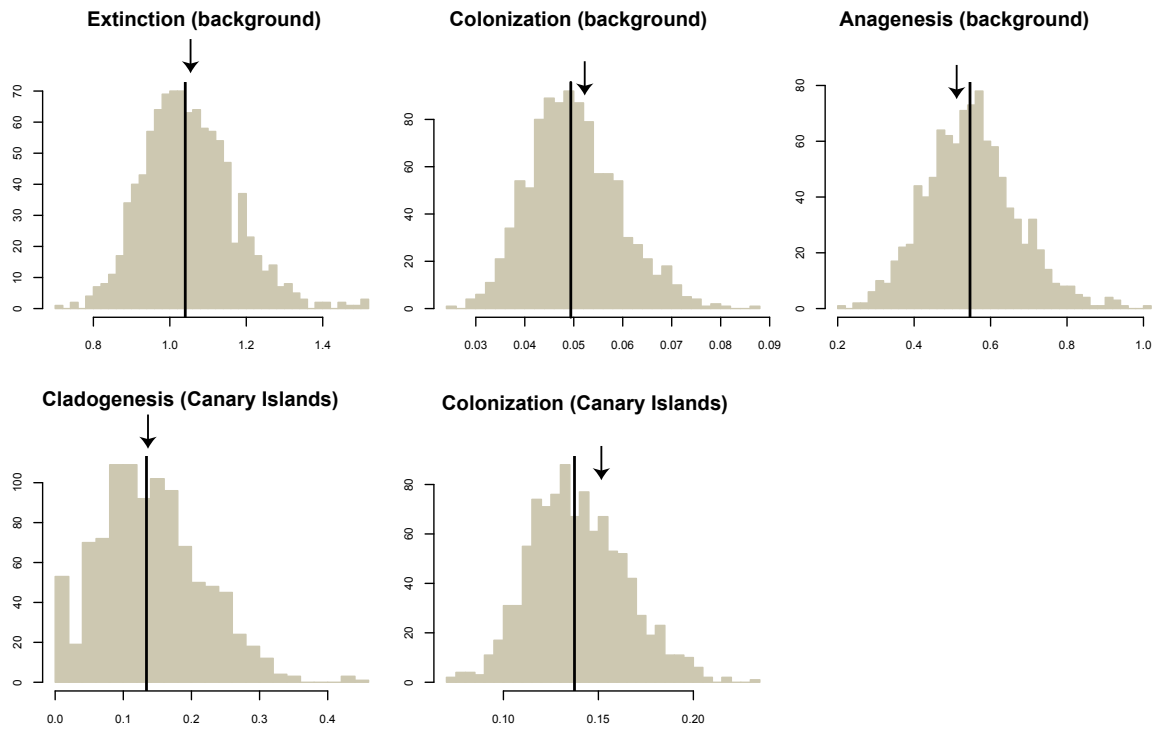 Extinction (background)
Colonization (background)
Anagenesis (background)
0 10 20 30 40 50 60 70
0.8 1.0 1.2 1.4
0 20 40 60 80
0.03 0.04 0.05 0.06 0.07 0.08 0.09
0 20 40 60 80
0.2 0.4 0.6 0.8 1.0
Cladogenesis (Canary Islands)
Colonization (Canary Islands)
0 20 40 60 80 100
0.0 0.1 0.2 0.3 0.4
0 20 40 60 80
0.10 0.15 0.20